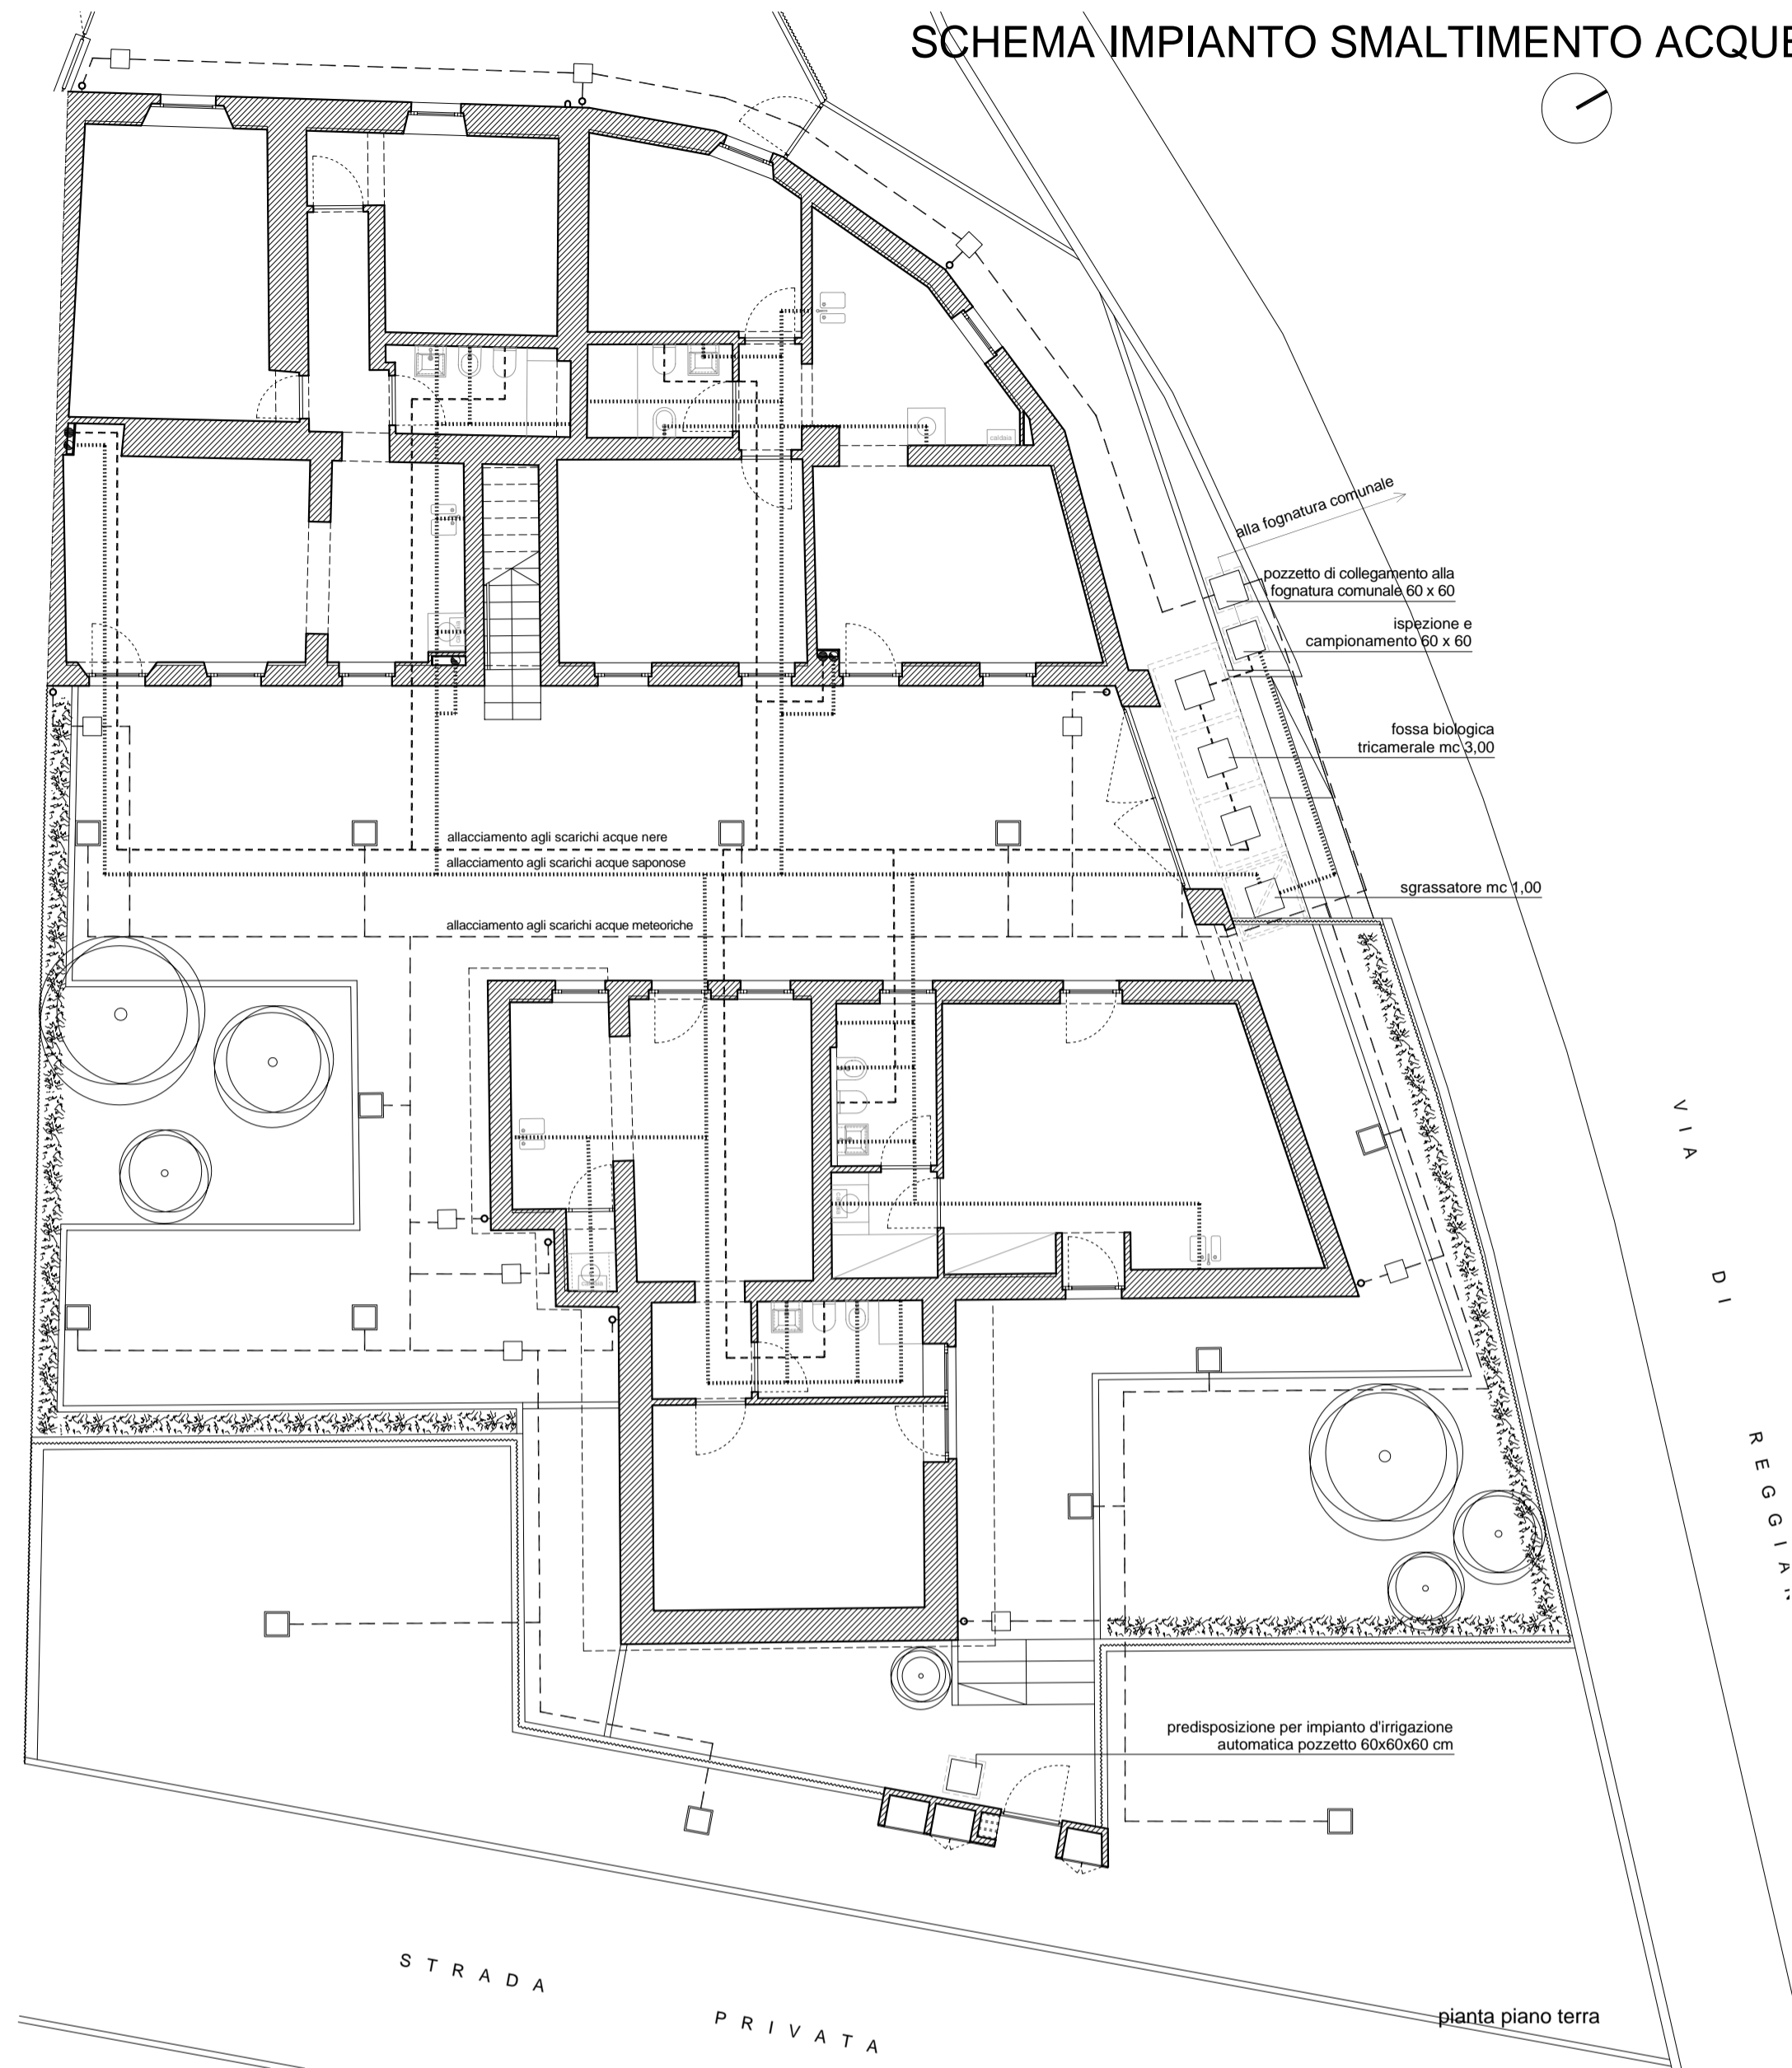 SCHEMA IMPIANTO SMALTIMENTO ACQUE
alla fognatura comunale
pozzetto di collegamento alla
fognatura comunale 60 x 60
ispezione e
campionamento 60 x 60
fossa biologica
tricamerale mc 3,00
sgrassatore mc 1,00
allacciamento agli scarichi acque nere
allacciamento agli scarichi acque saponose
allacciamento agli scarichi acque meteoriche
caldaia
VIA DI REGGIA
predisposizione per impianto d'irrigazione
automatica pozzetto 60x60x60 cm
STRADA PRIVATA
pianta piano terra